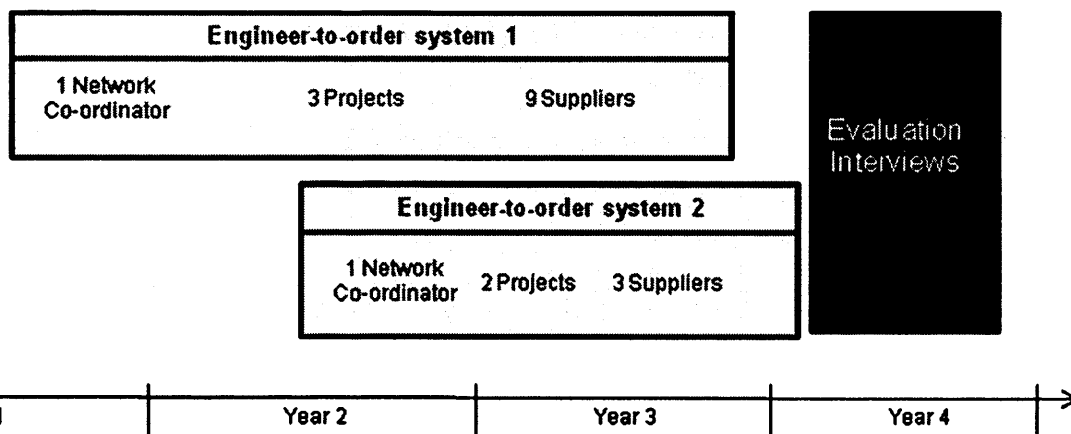 Engineer-to-order system 1
1 Network
Co-ordinator
3 Projects
9 Suppliers
Evaluation
Interviews
Engineer-to-order system 2
1 Network
Co-ordinator
2 Projects
3 Suppliers
Year 2
Year 3
Year 4